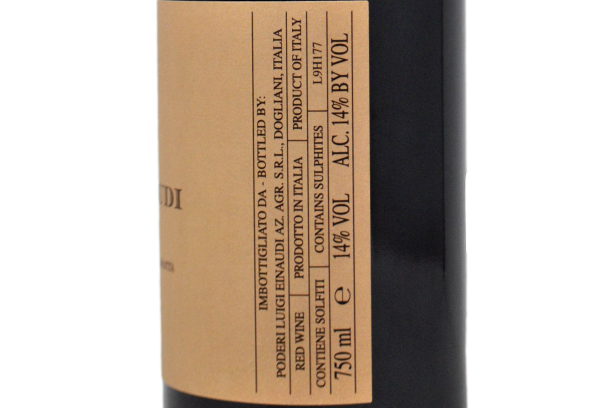 UDI
IMBOTTIGLIATO DA - BOTTLED BY:
PODERI LUIGI EINAUDI AZ. AGR. S.R.L., DOGLIANI, ITALIA
RED WINE PRODOTTO IN ITALIA PRODUCT OF ITALY
CONTIENE SOLFITI CONTAINS SULPHITES L9H177
750 ml ℮ 14% VOL ALC. 14% BY VOL